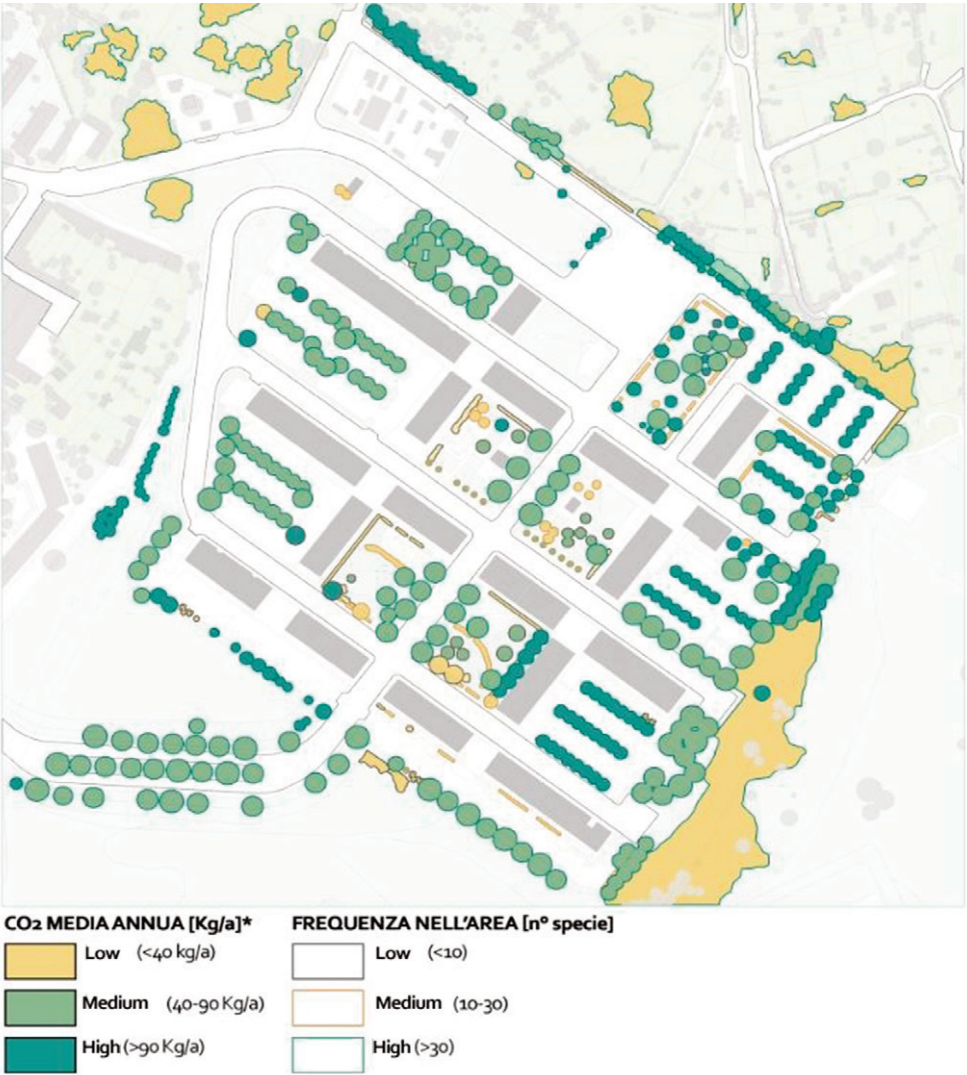 CO2 MEDIA ANNUA [Kg/a]*
Low (<40 kg/a)
Medium (40-90 Kg/a)
High (>90 Kg/a)
FREQUENZA NELL'AREA [n° specie]
Low (<10)
Medium (10-30)
High (>30)